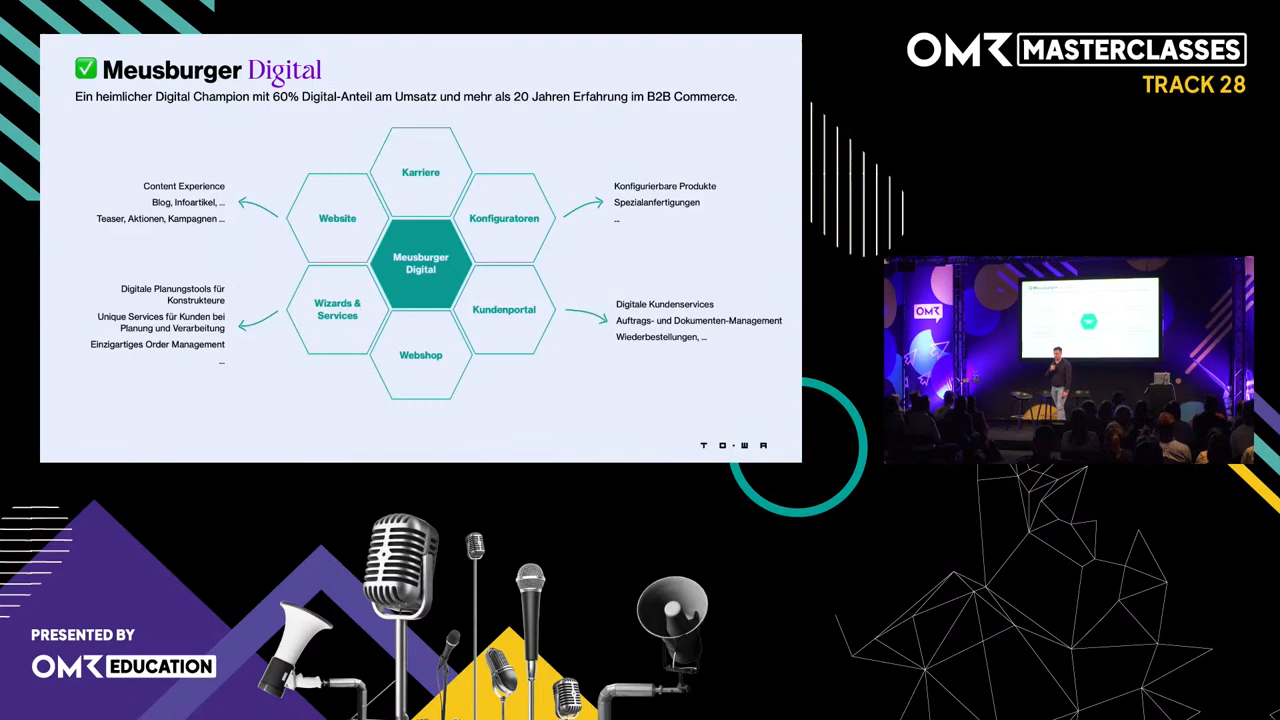 Meusburger Digital
Ein heimlicher Digital Champion mit 60% Digital-Anteil am Umsatz und mehr als 20 Jahren Erfahrung im B2B Commerce.
Content Experience
Blog, Infoartikel, ...
Teaser, Aktionen, Kampagnen ...
Digitale Planungstools für
Konstrukteure
Unique Services für Kunden bei
Planung und Verarbeitung
Einzigartiges Order Management
...
Karriere
Website
Konfiguratoren
Meusburger
Digital
Wizards &
Services
Kundenportal
Webshop
Konfigurierbare Produkte
Spezialanfertigungen
...
Digitale Kundenservices
Auftrags- und Dokumenten-Management
Wiederbestellungen, ...
TO·WA
OMR MASTERCLASSES
TRACK 28
OMR
PRESENTED BY
OMR EDUCATION